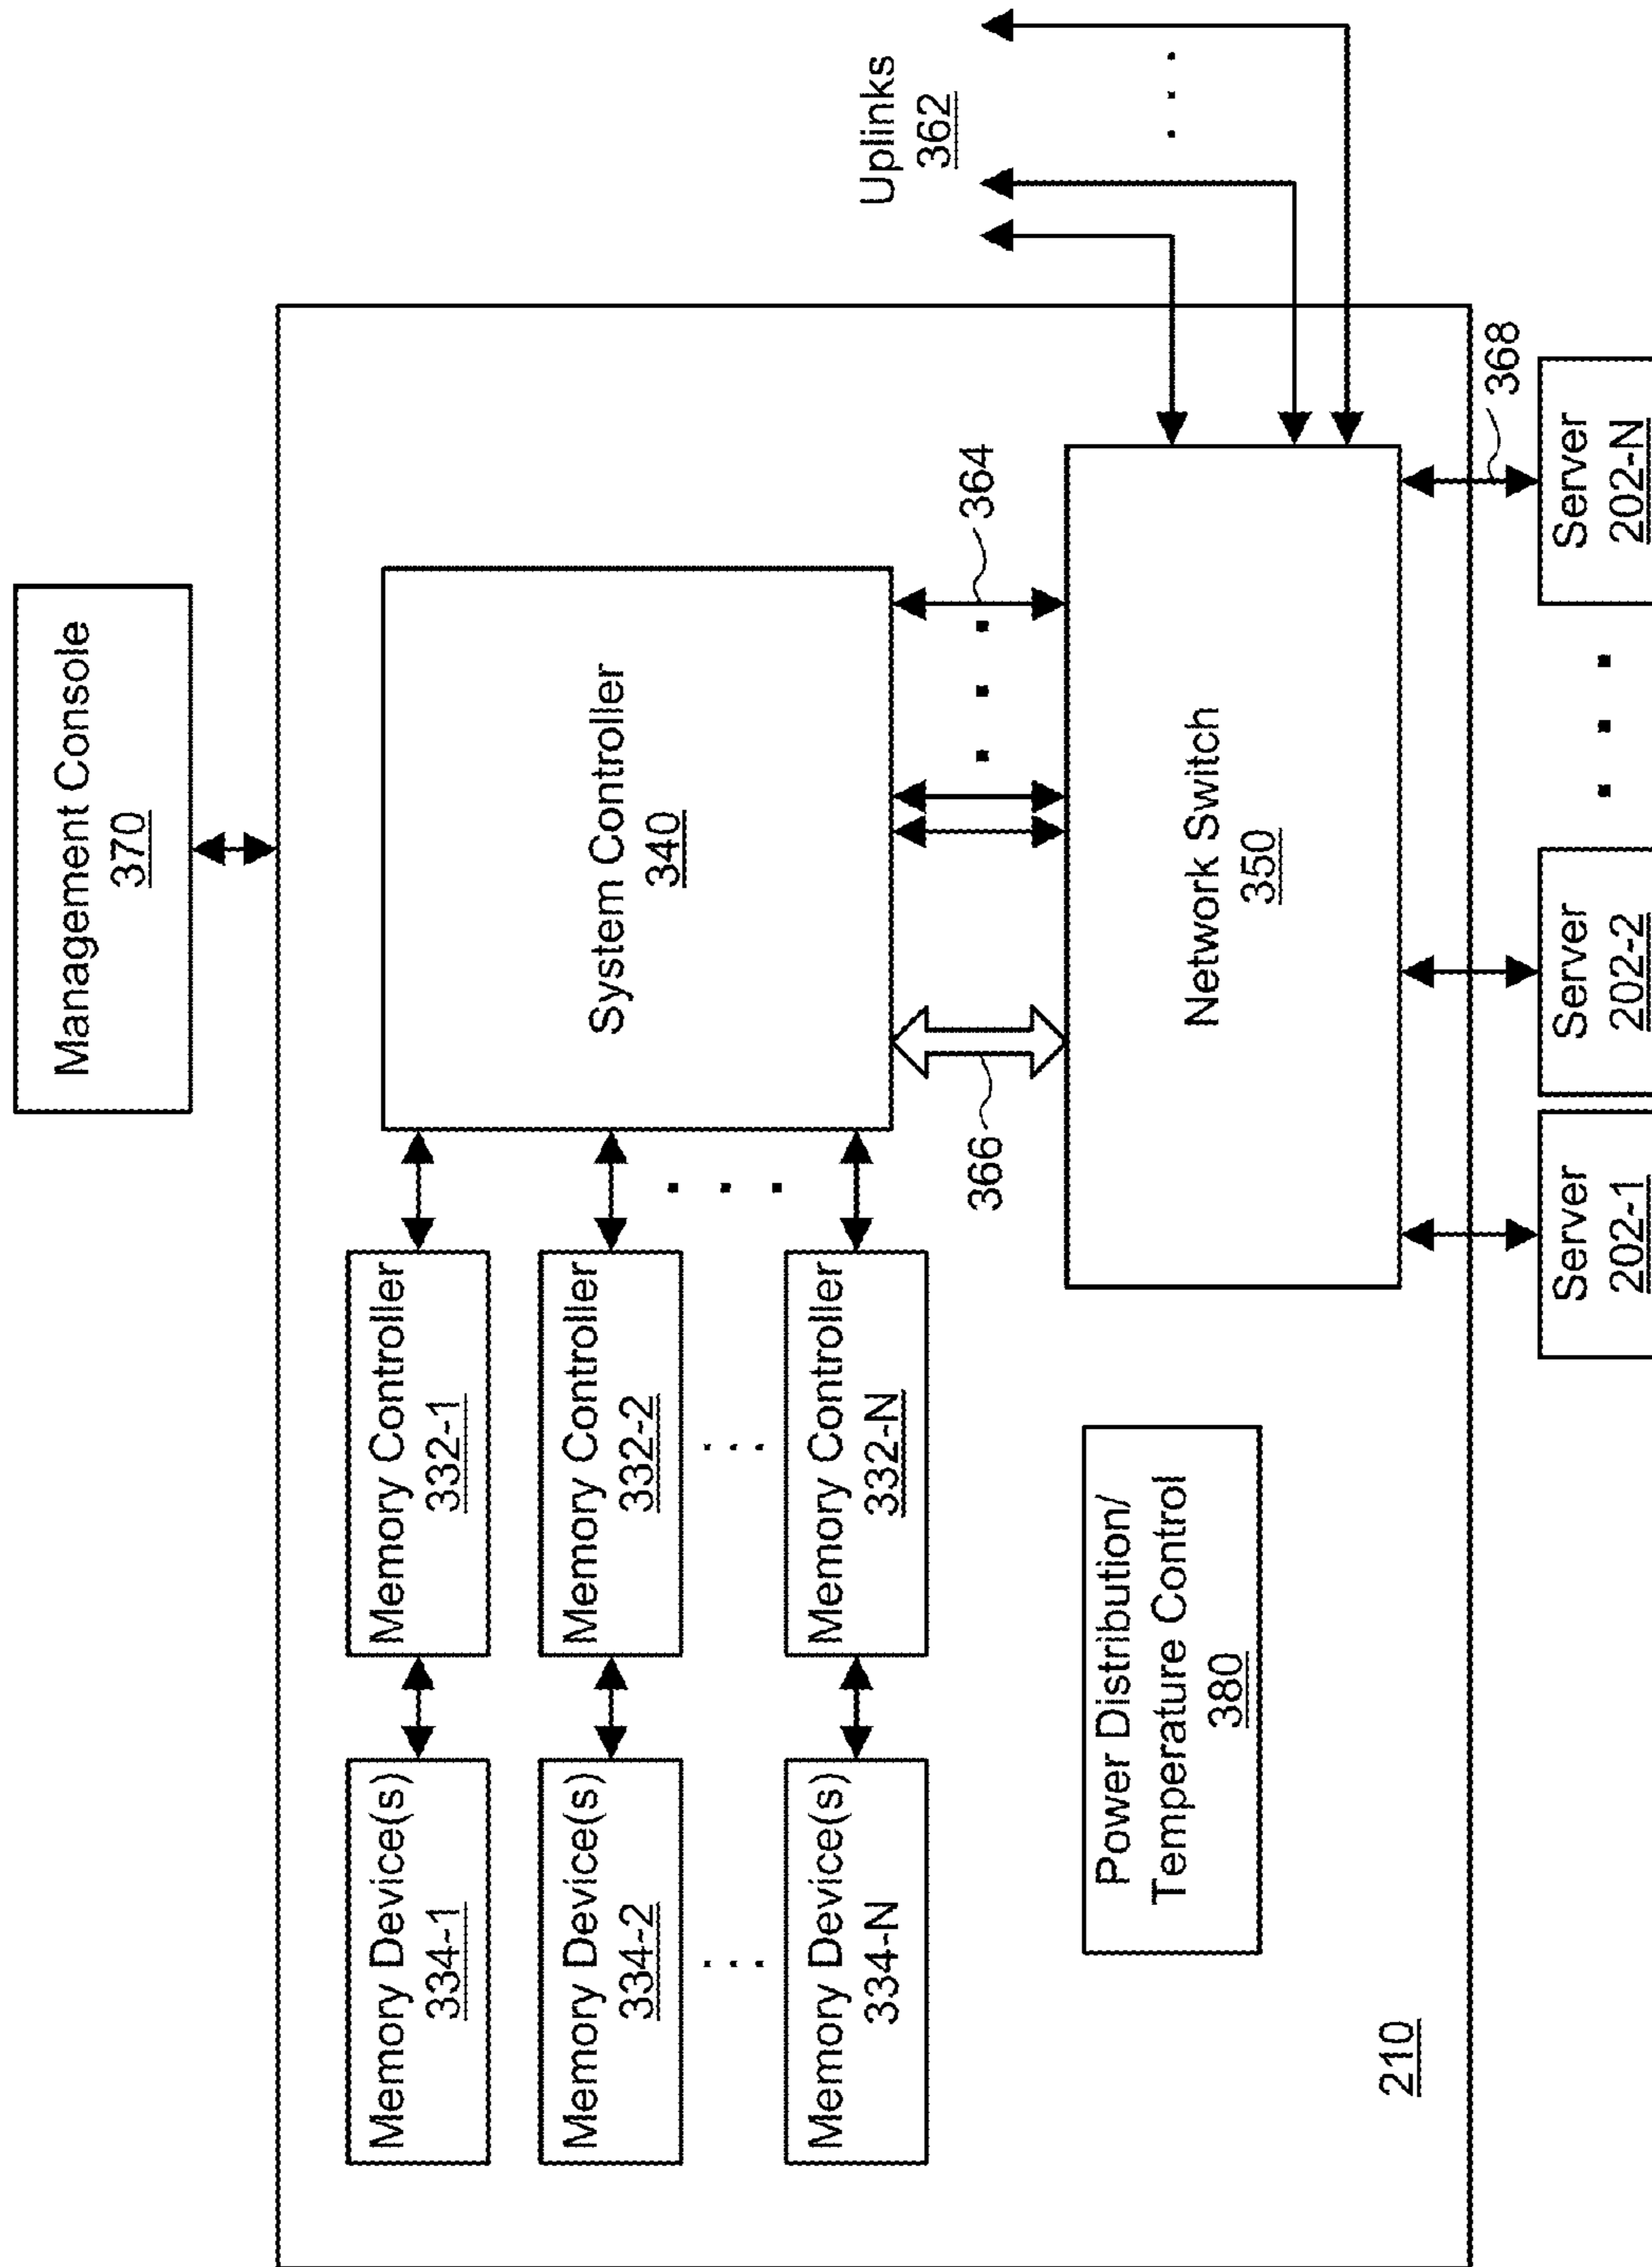 Management Console
370
Memory Device(s)
334-1
Memory Controller
332-1
Memory Device(s)
334-2
Memory Controller
332-2
. . .
. . .
Memory Device(s)
334-N
Memory Controller
332-N
. . .
System Controller
340
366
364
. . .
Uplinks
362
. . .
Power Distribution/
Temperature Control
380
Network Switch
350
210
368
Server
202-1
Server
202-2
. . .
Server
202-N